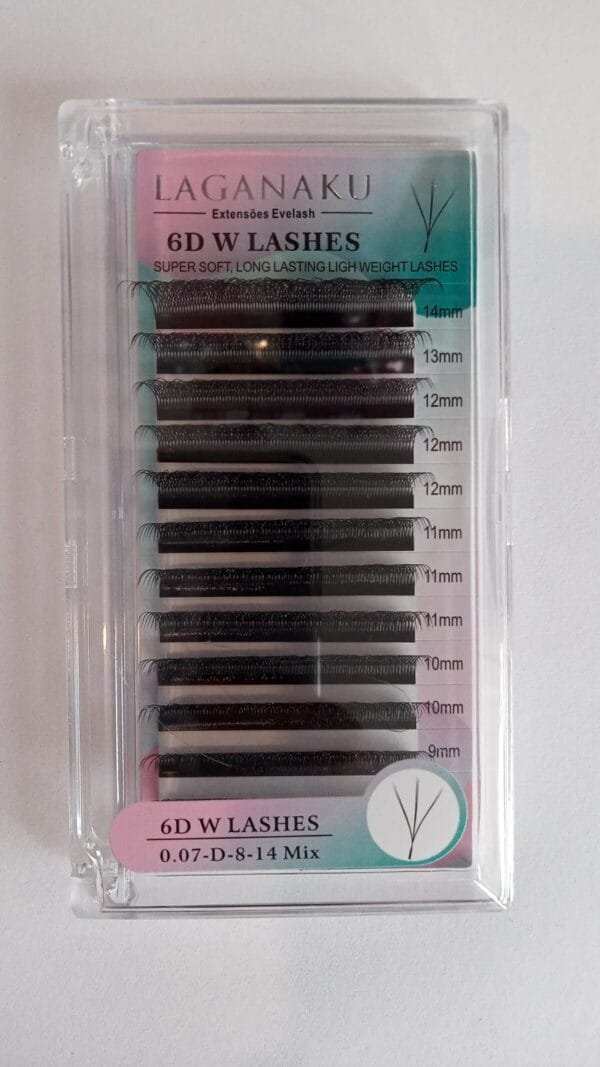 LAGANAKU
Extensões Evelash
6D W LASHES
SUPER SOFT, LONG LASTING LIGH WEIGHT LASHES
14mm
13mm
12mm
12mm
12mm
11mm
11mm
11mm
10mm
10mm
9mm
6D W LASHES
0.07-D-8-14 Mix